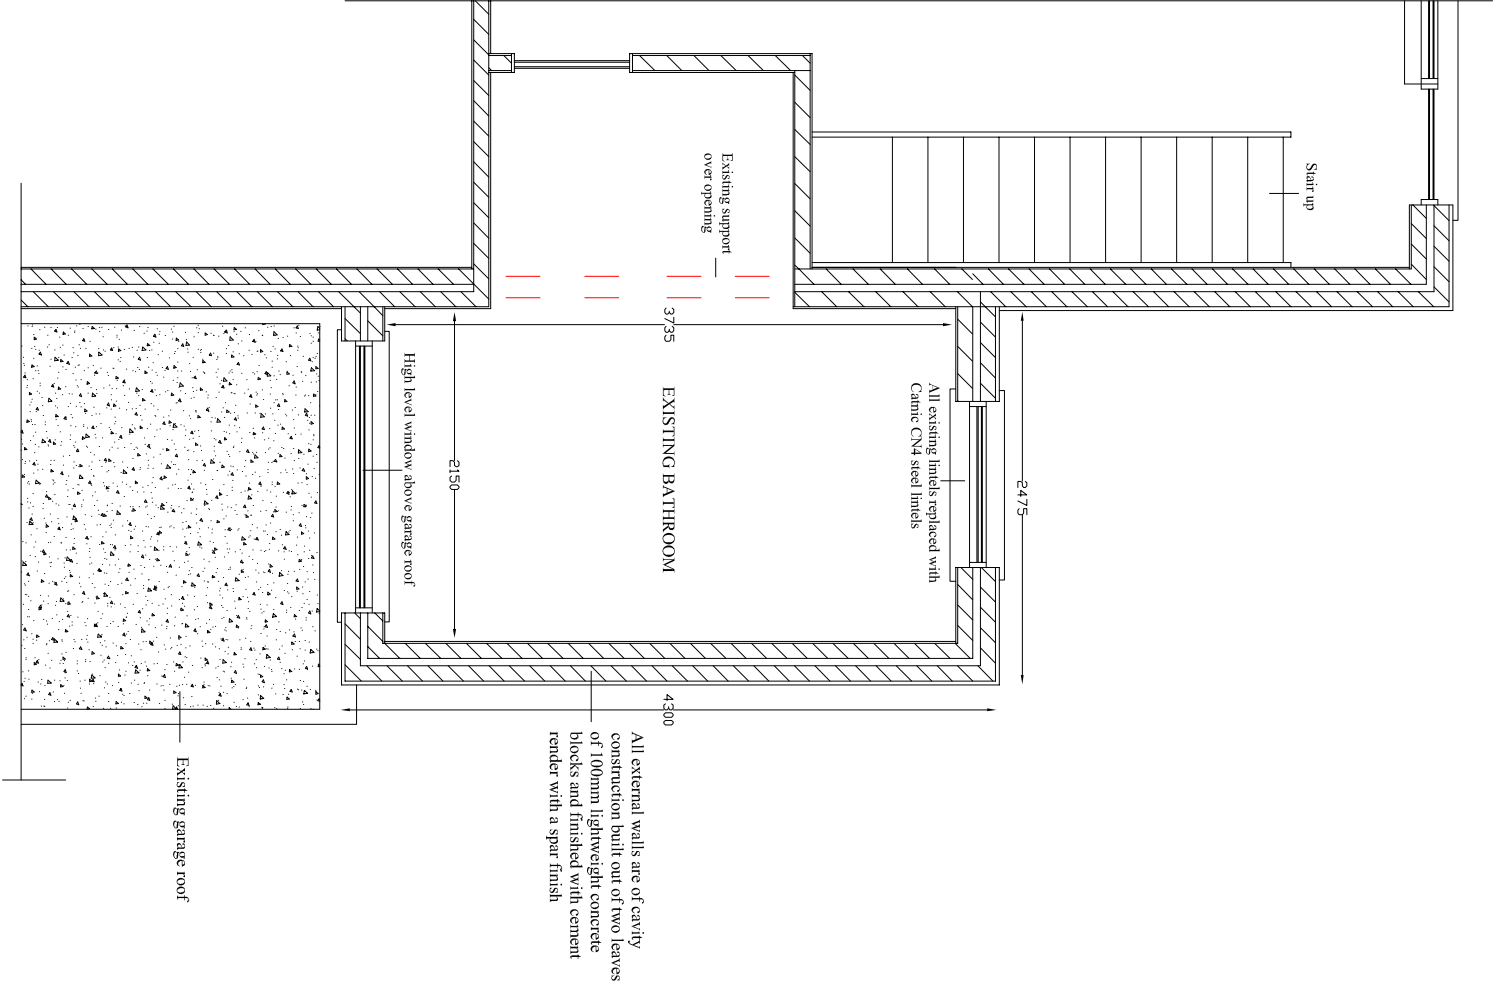 Stair up
Existing support
over opening
3735
All existing lintels replaced with
Catnic CN4 steel lintels
2475
EXISTING BATHROOM
2150
High level window above garage roof
4300
All external walls are of cavity
construction built out of two leaves
of 100mm lightweight concrete
blocks and finished with cement
render with a spar finish
Existing garage roof